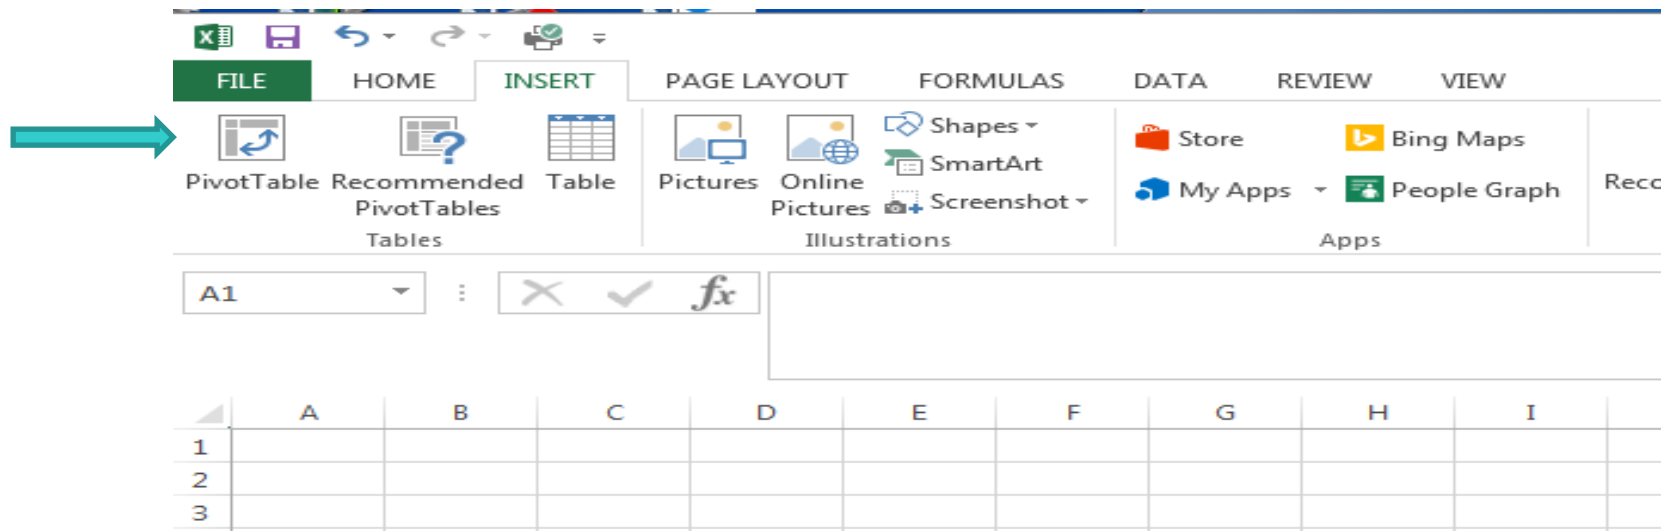 FILE HOME INSERT PAGE LAYOUT FORMULAS DATA REVIEW VIEW
PivotTable Recommended PivotTables Table
Tables
Pictures Online Pictures
Shapes
SmartArt
Screenshot
Illustrations
Store
My Apps
Bing Maps
People Graph
Apps
Reco
A1 fx
A B C D E F G H I
1
2
3